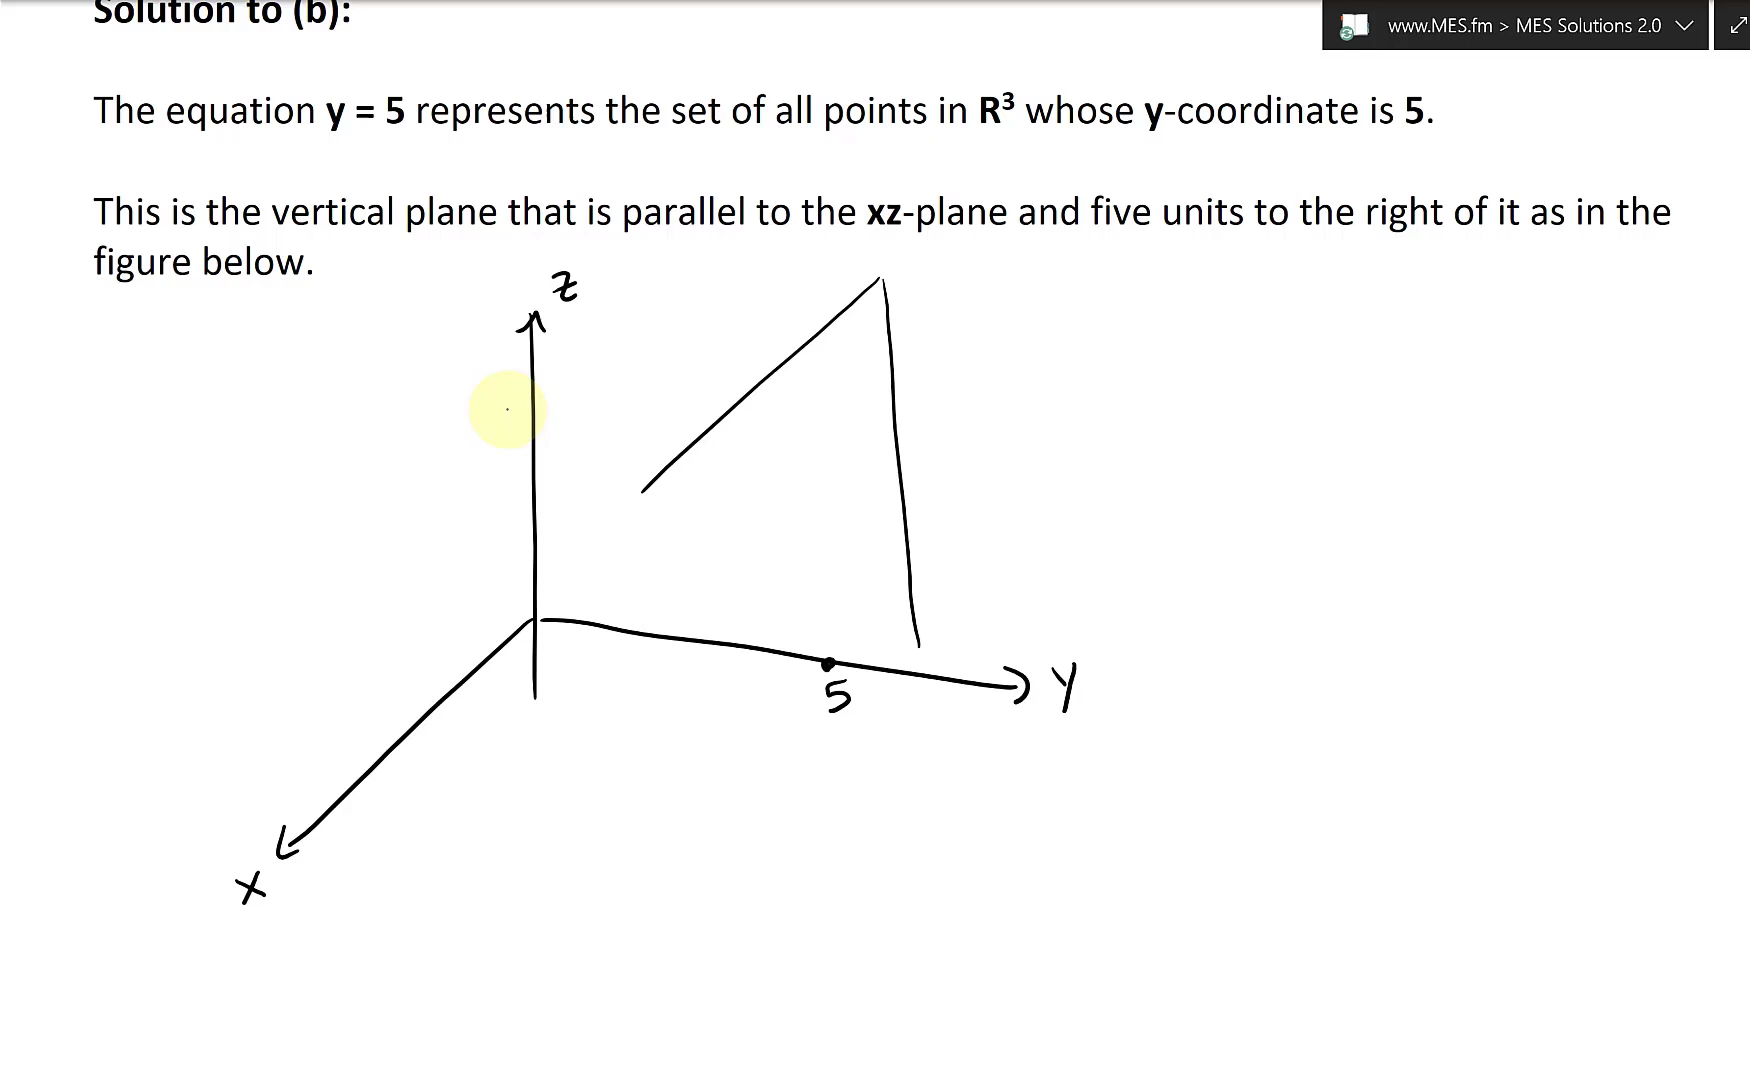 Solution to (b):
www.MES.fm > MES Solutions 2.0
The equation y = 5 represents the set of all points in R³ whose y-coordinate is 5.
This is the vertical plane that is parallel to the xz-plane and five units to the right of it as in the
figure below.
z
5
y
x